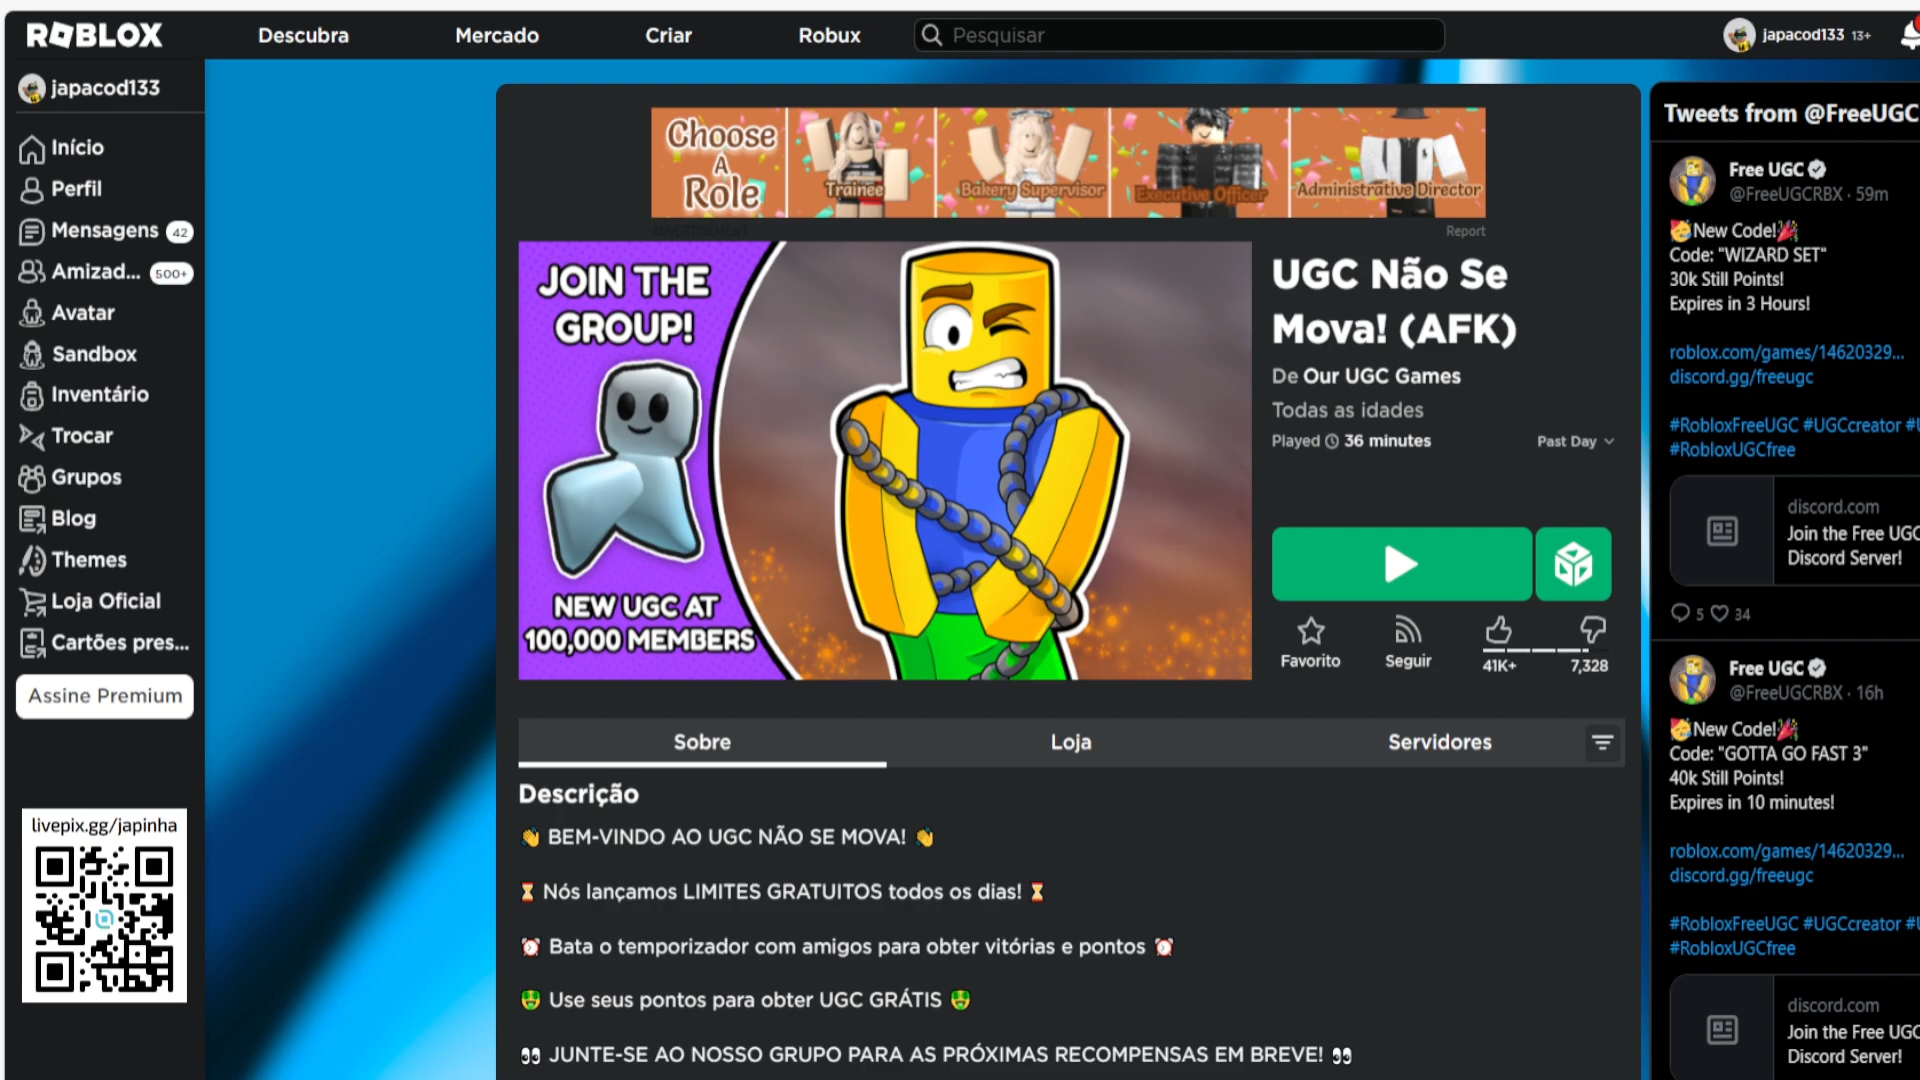 ROBLOX
Descubra
Mercado
Criar
Robux
Pesquisar
japacod133 13+
japacod133
Início
Perfil
Mensagens 42
Amizad... 500+
Avatar
Sandbox
Inventário
Trocar
Grupos
Blog
Themes
Loja Oficial
Cartões pres...
Assine Premium
livepix.gg/japinha
Choose
A
Role
Trainee
Bakery Supervisor
Executive Officer
Administrative Director
ADVERTISEMENT
Report
JOIN THE
GROUP!
NEW UGC AT
100,000 MEMBERS
UGC Não Se
Mova! (AFK)
De Our UGC Games
Todas as idades
Played 36 minutes
Past Day
Favorito
Seguir
41K+
7,328
Sobre
Loja
Servidores
Descrição
👏 BEM-VINDO AO UGC NÃO SE MOVA! 👏
⏳ Nós lançamos LIMITES GRATUITOS todos os dias! ⏳
⏰ Bata o temporizador com amigos para obter vitórias e pontos ⏰
🤑 Use seus pontos para obter UGC GRÁTIS 🤑
👀 JUNTE-SE AO NOSSO GRUPO PARA AS PRÓXIMAS RECOMPENSAS EM BREVE! 👀
Tweets from @FreeUGC
Free UGC
@FreeUGCRBX · 59m
🥳New Code!🎉
Code: "WIZARD SET"
30k Still Points!
Expires in 3 Hours!
roblox.com/games/14620329...
discord.gg/freeugc
#RobloxFreeUGC #UGCcreator #U
#RobloxUGCfree
discord.com
Join the Free UGC
Discord Server!
5 34
Free UGC
@FreeUGCRBX · 16h
🥳New Code!🎉
Code: "GOTTA GO FAST 3"
40k Still Points!
Expires in 10 minutes!
roblox.com/games/14620329...
discord.gg/freeugc
#RobloxFreeUGC #UGCcreator #U
#RobloxUGCfree
discord.com
Join the Free UGC
Discord Server!